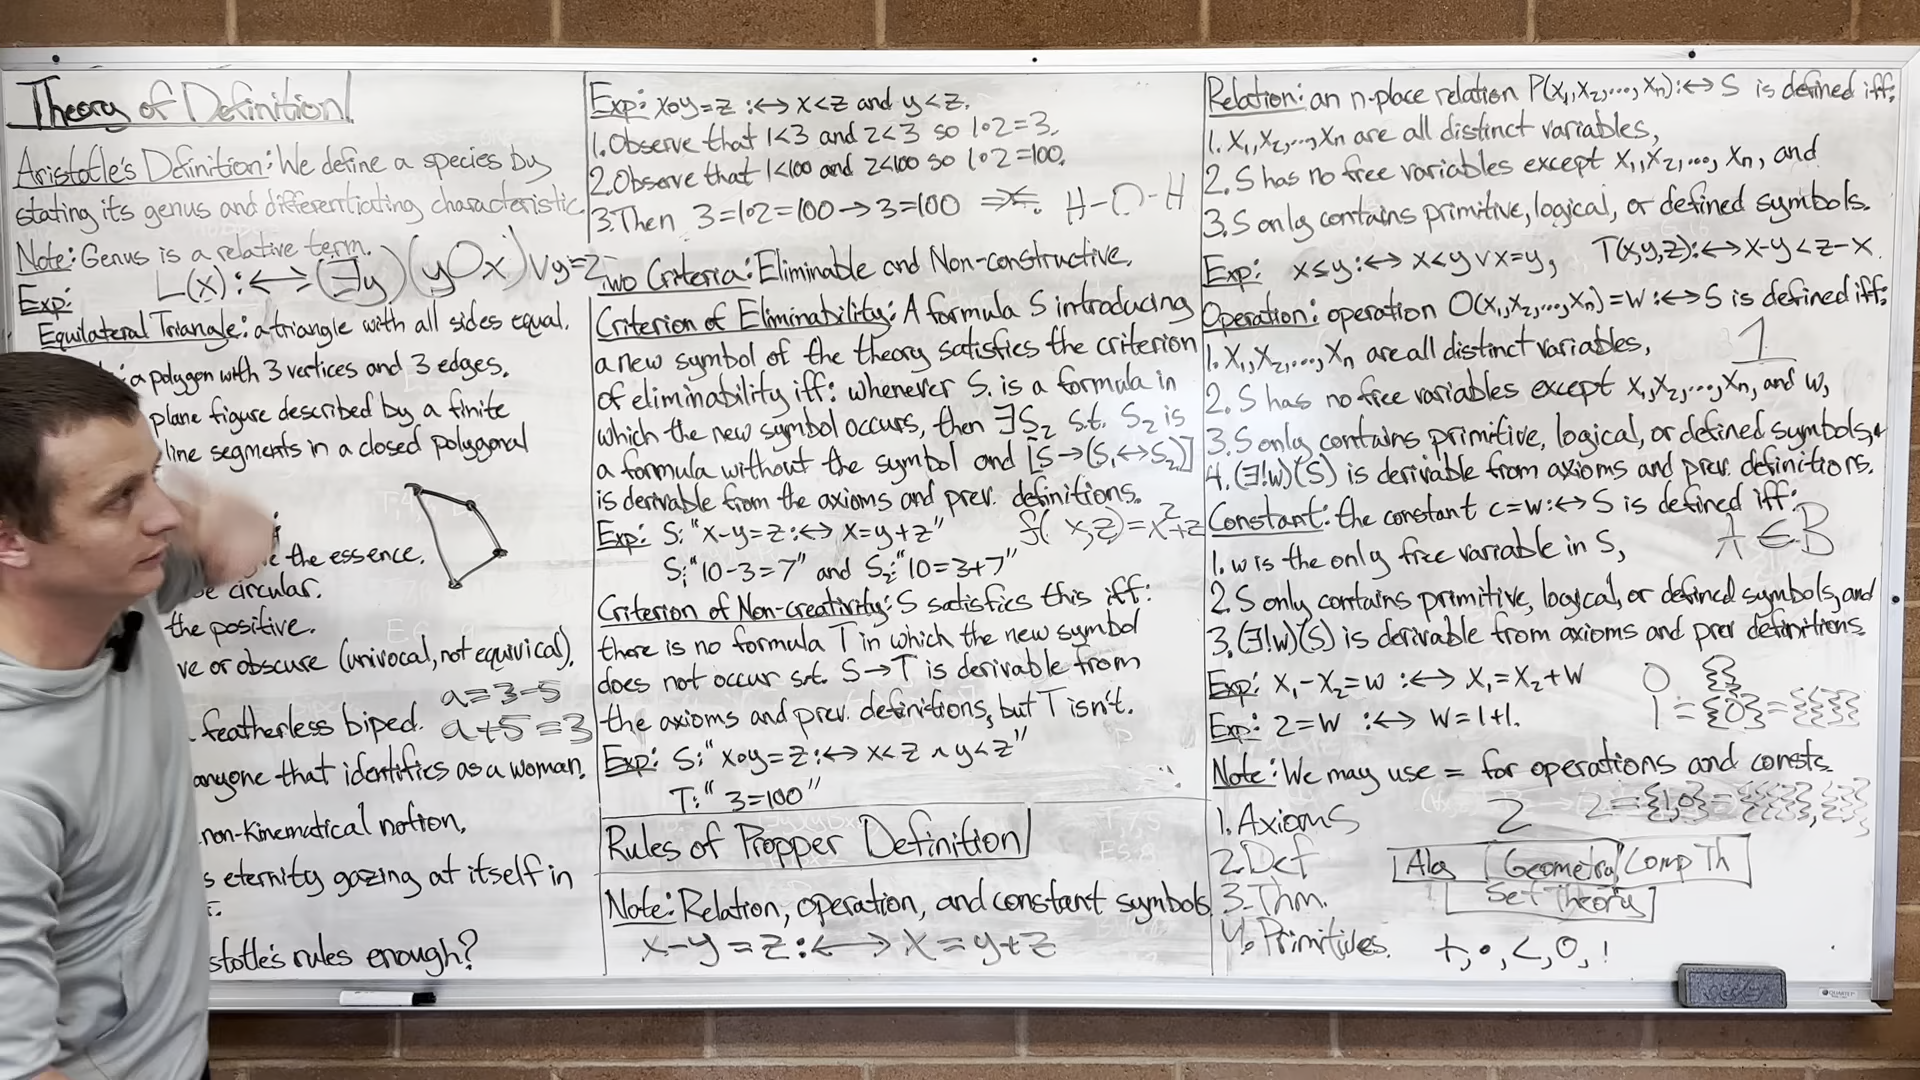 Theory of Definition
Aristotle's Definition: We define a species by
stating its genus and differentiating characteristic.
Note: Genus is a relative term.
L(x):⟷(∃y)(yOx)∨y=2
Exp:
Equilateral Triangle: a triangle with all sides equal.
: a polygon with 3 vertices and 3 edges.
plane figure described by a finite
line segments in a closed polygonal
the essence.
circular.
the positive.
ve or obscure (univocal, not equivical).
a=3-5
featherless biped. a+5=3
anyone that identifies as a woman.
non-kinematical notion,
s eternity gazing at itself in
stotle's rules enough?
Exp: x∘y=z :⟷ x<z and y<z.
1. Observe that 1<3 and 2<3 so 1∘2=3.
2. Observe that 1<100 and 2<100 so 1∘2=100.
3. Then 3=1∘2=100→3=100 ⇒⇐. H-O-H
Two Criteria: Eliminable and Non-constructive.
Criterion of Eliminability: A formula S introducing
a new symbol of the theory satisfies the criterion
of eliminability iff: whenever S₁ is a formula in
which the new symbol occurs, then ∃S₂ s.t. S₂ is
a formula without the symbol and [S→(S₁↔S₂)]
is derivable from the axioms and prev. definitions.
Exp: S: "x-y=z:⟷ x=y+z" f(x,z)=x²+z
S₁:"10-3=7" and S₂:"10=3+7"
Criterion of Non-creativity: S satisfies this iff:
there is no formula T in which the new symbol
does not occur s.t. S→T is derivable from
the axioms and prev. definitions, but T isn't.
Exp: S:"x∘y=z:⟷ x<z ∧ y<z"
T:"3=100"
Rules of Propper Definition
Note: Relation, operation, and constant symbols
x-y=z:⟷ x=y+z
Relation: an n-place relation P(x₁,x₂,...,xₙ):⟷ S is defined iff:
1. x₁,x₂,...,xₙ are all distinct variables,
2. S has no free variables except x₁,x₂,..., xₙ, and
3. S only contains primitive, logical, or defined symbols.
Exp: x≤y:⟷ x<y ∨ x=y, T(x,y,z):⟷x-y<z-x.
Operation: operation O(x₁,x₂,...,xₙ)=w:⟷S is defined iff:
1. x₁,x₂,...,xₙ are all distinct variables, 1
2. S has no free variables except x₁,x₂,...,xₙ, and w,
3. S only contains primitive, logical, or defined symbols,+
4. (∃!w)(S) is derivable from axioms and prev. definitions.
Constant: the constant c=w:⟷ S is defined iff:
1. w is the only free variable in S, A∈B
2. S only contains primitive, logical, or defined symbols, and
3. (∃!w)(S) is derivable from axioms and prev definitions.
Exp: x₁-x₂=w :⟷ x₁=x₂+w 0 {}
Exp: 2=w :⟷ w=1+1. 1={0}={{}}
Note: We may use = for operations and consts.
1. Axioms 2 2={1,0}={{{}},{}}
2. Def Alg Geometry Comp Th
3. Thm. Set Theory
4. Primitives. +,∘,<,0,!
QUARTET